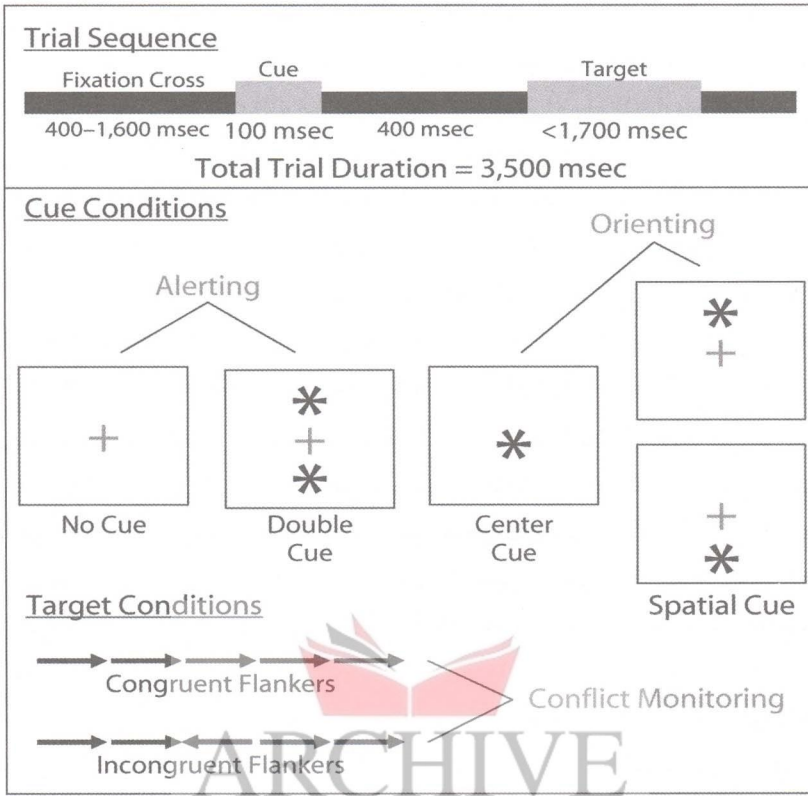 Trial Sequence
Fixation Cross Cue Target
400–1,600 msec 100 msec 400 msec <1,700 msec
Total Trial Duration = 3,500 msec
Cue Conditions
Orienting
Alerting
No Cue
Double
Cue
Center
Cue
Spatial Cue
Target Conditions
Congruent Flankers
Conflict Monitoring
Incongruent Flankers
ARCHIVE